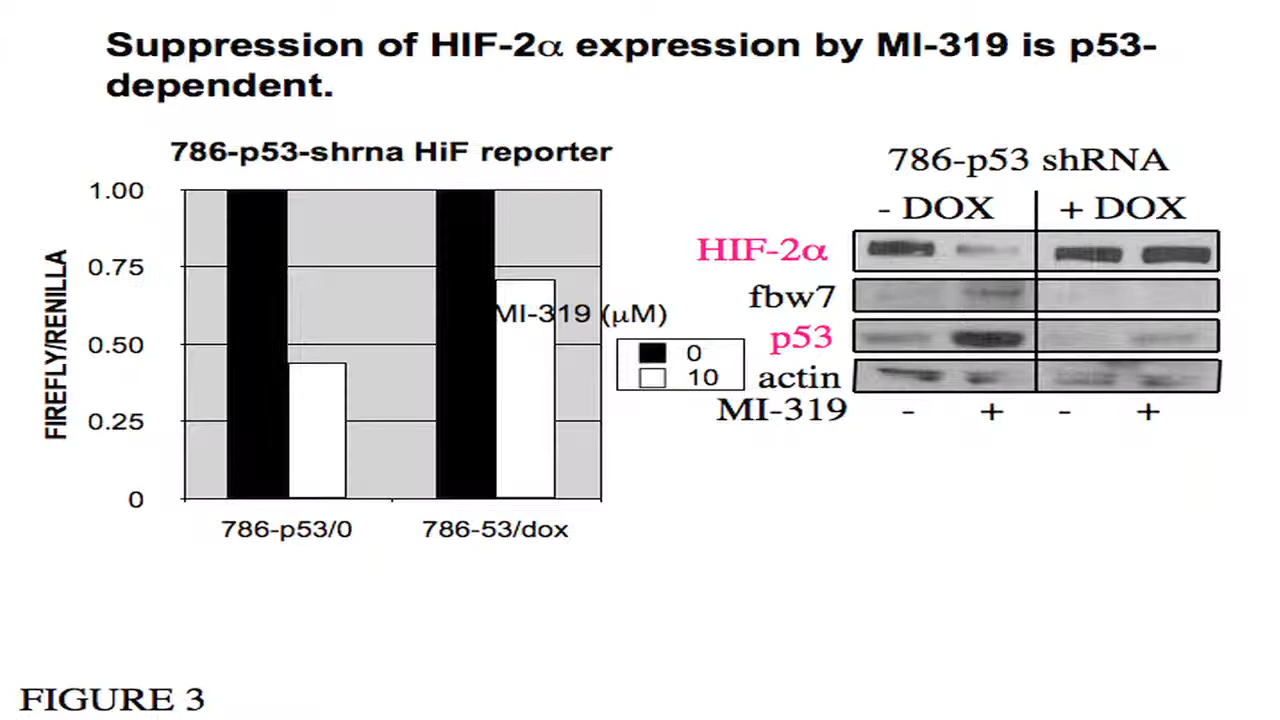 Suppression of HIF-2α expression by MI-319 is p53-
dependent.
786-p53-shrna HiF reporter
1.00
0.75
0.50
0.25
0
FIREFLY/RENILLA
786-p53/0
786-53/dox
MI-319 (μM)
0
10
786-p53 shRNA
- DOX
+ DOX
HIF-2α
fbw7
p53
actin
MI-319 - + - +
FIGURE 3